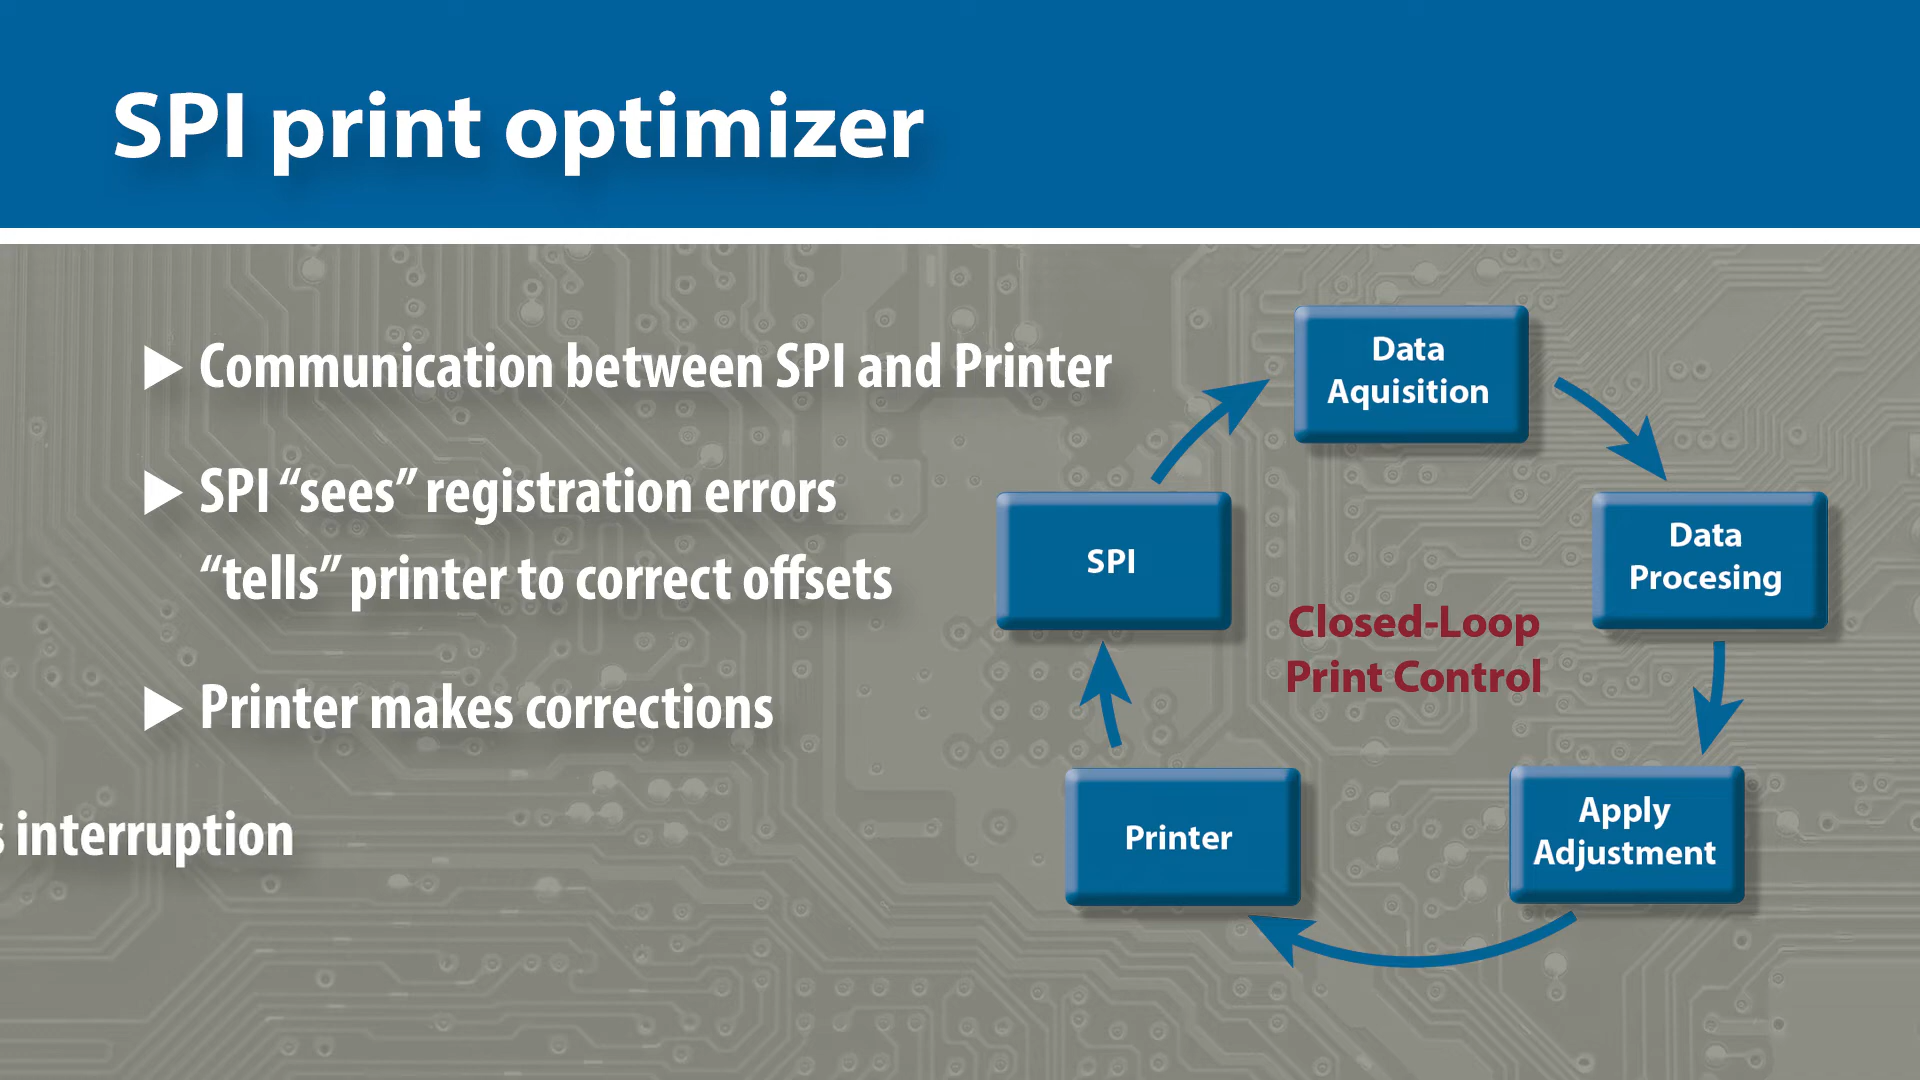 SPI print optimizer
▶ Communication between SPI and Printer
▶ SPI “sees” registration errors
“tells” printer to correct offsets
▶ Printer makes corrections
interruption
Data
Aquisition
Data
Procesing
Apply
Adjustment
Printer
SPI
Closed-Loop
Print Control